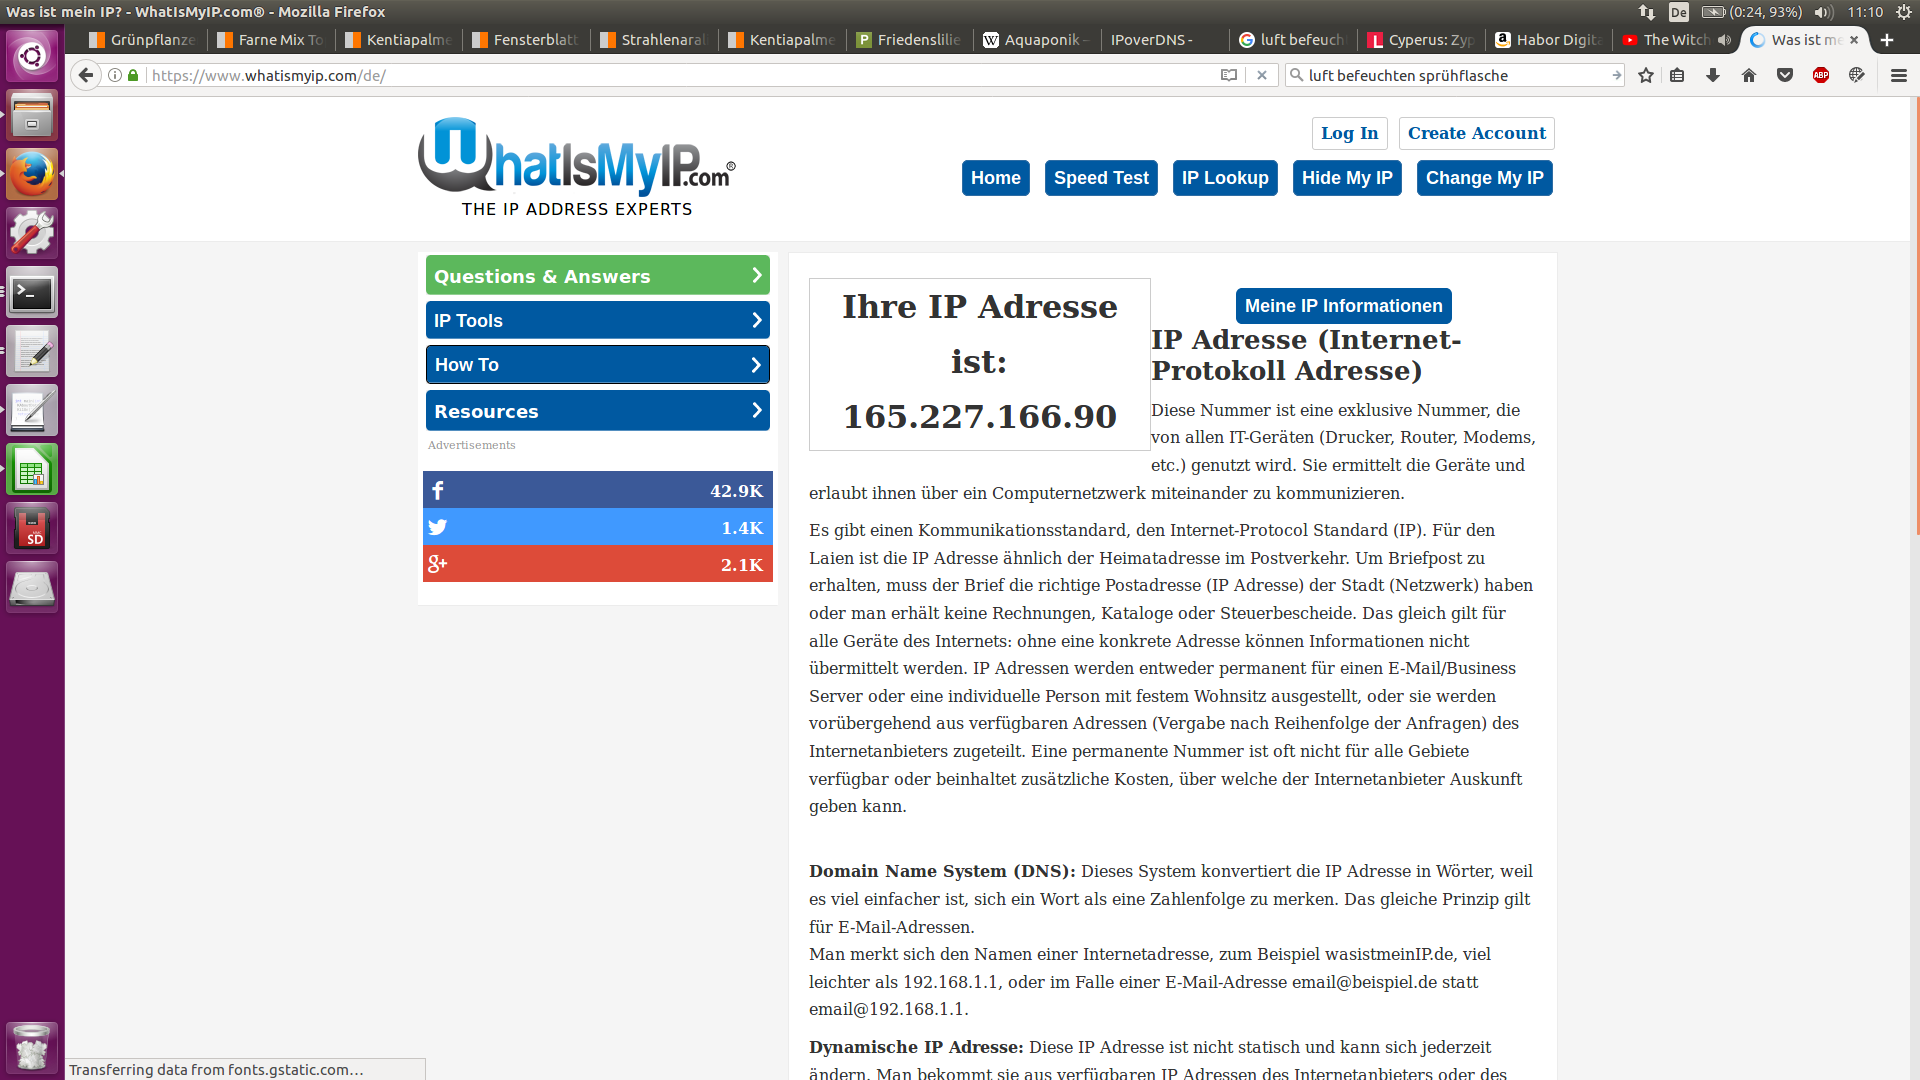 Was ist mein IP? - WhatIsMyIP.com® - Mozilla Firefox
De (0:24, 93%) 11:10
Grünpflanze Farne Mix To Kentiapalme Fensterblatt Strahlenaral Kentiapalme Friedenslilie Aquaponik – IPoverDNS - luft befeuch Cyperus: Zyp Habor Digita The Witch Was ist me
https://www.whatismyip.com/de/
luft befeuchten sprühflasche
ABP
WhatIsMyIP.com®
THE IP ADDRESS EXPERTS
Log In
Create Account
Home
Speed Test
IP Lookup
Hide My IP
Change My IP
Questions & Answers
IP Tools
How To
Resources
Advertisements
42.9K
1.4K
g+ 2.1K
SD
Ihre IP Adresse
ist:
165.227.166.90
Meine IP Informationen
IP Adresse (Internet-
Protokoll Adresse)
Diese Nummer ist eine exklusive Nummer, die
von allen IT-Geräten (Drucker, Router, Modems,
etc.) genutzt wird. Sie ermittelt die Geräte und
erlaubt ihnen über ein Computernetzwerk miteinander zu kommunizieren.
Es gibt einen Kommunikationsstandard, den Internet-Protocol Standard (IP). Für den
Laien ist die IP Adresse ähnlich der Heimatadresse im Postverkehr. Um Briefpost zu
erhalten, muss der Brief die richtige Postadresse (IP Adresse) der Stadt (Netzwerk) haben
oder man erhält keine Rechnungen, Kataloge oder Steuerbescheide. Das gleich gilt für
alle Geräte des Internets: ohne eine konkrete Adresse können Informationen nicht
übermittelt werden. IP Adressen werden entweder permanent für einen E-Mail/Business
Server oder eine individuelle Person mit festem Wohnsitz ausgestellt, oder sie werden
vorübergehend aus verfügbaren Adressen (Vergabe nach Reihenfolge der Anfragen) des
Internetanbieters zugeteilt. Eine permanente Nummer ist oft nicht für alle Gebiete
verfügbar oder beinhaltet zusätzliche Kosten, über welche der Internetanbieter Auskunft
geben kann.
Domain Name System (DNS): Dieses System konvertiert die IP Adresse in Wörter, weil
es viel einfacher ist, sich ein Wort als eine Zahlenfolge zu merken. Das gleiche Prinzip gilt
für E-Mail-Adressen.
Man merkt sich den Namen einer Internetadresse, zum Beispiel wasistmeinIP.de, viel
leichter als 192.168.1.1, oder im Falle einer E-Mail-Adresse email@beispiel.de statt
email@192.168.1.1.
Dynamische IP Adresse: Diese IP Adresse ist nicht statisch und kann sich jederzeit
ändern. Man bekommt sie aus verfügbaren IP Adressen des Internetanbieters oder des
Transferring data from fonts.gstatic.com…